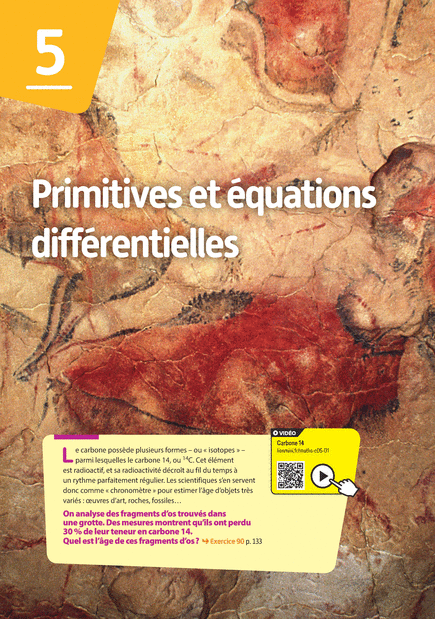 5
Primitives et équations
différentielles
Le carbone possède plusieurs formes – ou « isotopes » –
parmi lesquelles le carbone 14, ou ¹⁴C. Cet élément
est radioactif, et sa radioactivité décroît au fil du temps à
un rythme parfaitement régulier. Les scientifiques s'en servent
donc comme « chronomètre » pour estimer l'âge d'objets très
variés : œuvres d'art, roches, fossiles…
On analyse des fragments d'os trouvés dans
une grotte. Des mesures montrent qu'ils ont perdu
30 % de leur teneur en carbone 14.
Quel est l'âge de ces fragments d'os ? Exercice 90 p. 133
VIDÉO
Carbone 14